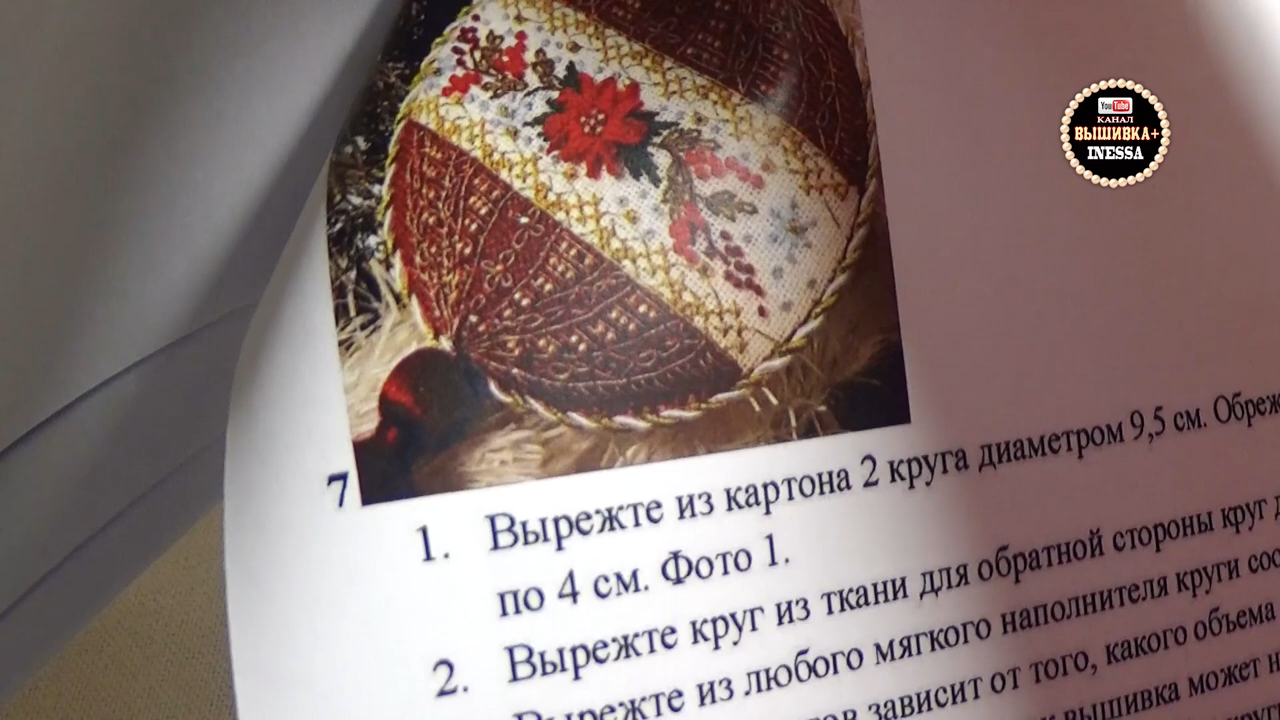 YouTube
КАНАЛ
ВЫШИВКА+
INESSA
7
1. Вырежте из картона 2 круга диаметром 9,5 см. Обреж
по 4 см. Фото 1.
2. Вырежте круг из ткани для обратной стороны круг
Вырежте из любого мягкого наполнителя круги сос
зависит от того, какого объема
вышивка может